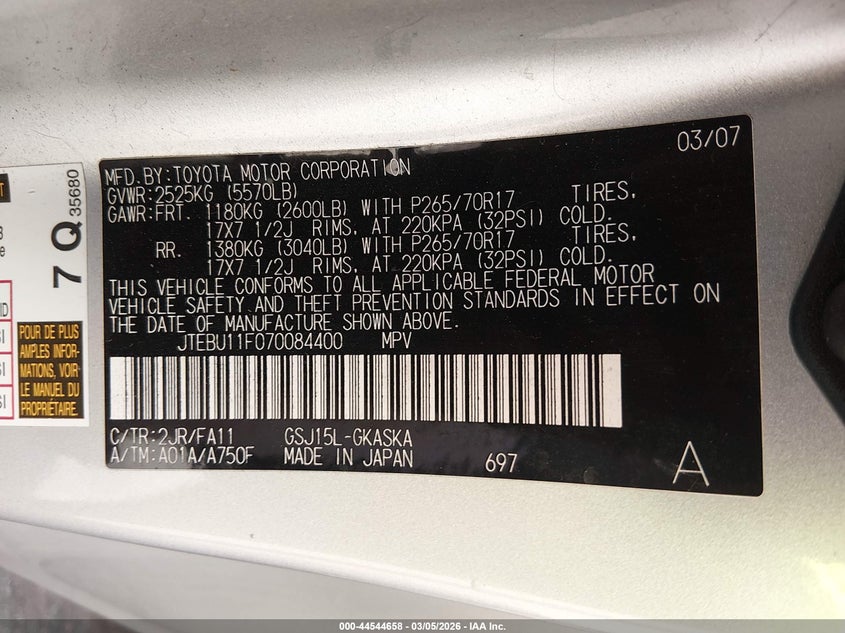 03/07
MFD.BY:TOYOTA MOTOR CORPORATION
GVWR:2525KG (5570LB)
GAWR:FRT. 1180KG (2600LB) WITH P265/70R17 TIRES,
17X7 1/2J RIMS, AT 220KPA (32PSI) COLD.
RR. 1380KG (3040LB) WITH P265/70R17 TIRES,
17X7 1/2J RIMS, AT 220KPA (32PSI) COLD.
THIS VEHICLE CONFORMS TO ALL APPLICABLE FEDERAL MOTOR
VEHICLE SAFETY AND THEFT PREVENTION STANDARDS IN EFFECT ON
THE DATE OF MANUFACTURE SHOWN ABOVE.
JTEBU11F070084400 MPV
C/TR:2JR/FA11 GSJ15L-GKASKA
A/TM:A01A/A750F MADE IN JAPAN 697
A
7 Q 35680
POUR DE PLUS
AMPLES INFOR-
MATIONS, VOIR
LE MANUEL DU
PROPRIÉTAIRE.
000-44544658 - 03/05/2026 - IAA Inc.